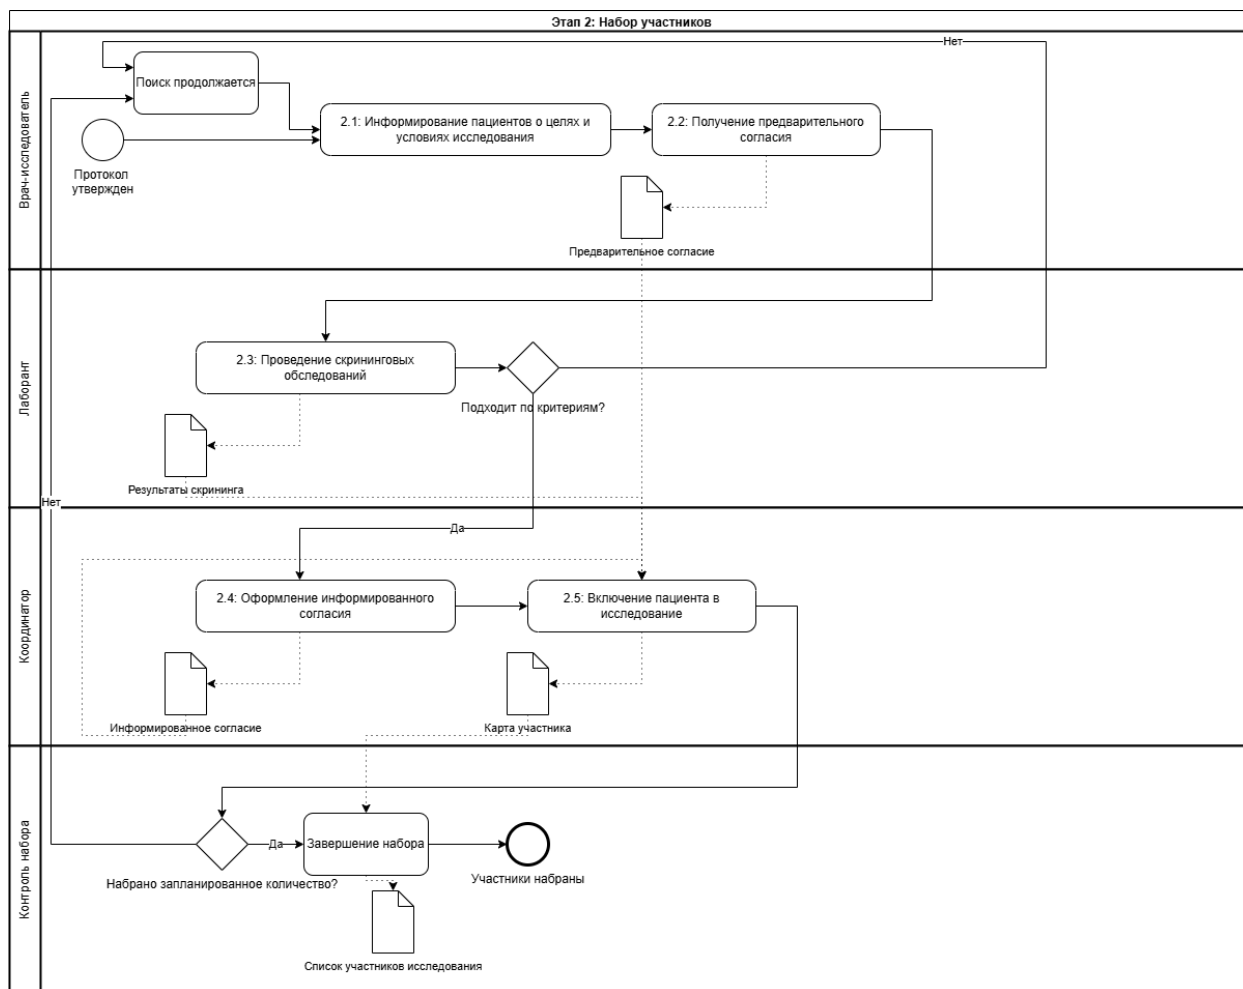 Этап 2: Набор участников
Врач-исследователь
Нет
Поиск продолжается
2.1: Информирование пациентов о целях и
условиях исследования
2.2: Получение предварительного
согласия
Протокол
утвержден
Предварительное согласие
Лаборант
2.3: Проведение скрининговых
обследований
Подходит по критериям?
Результаты скрининга
Нет
Координатор
Да
2.4: Оформление информированного
согласия
2.5: Включение пациента в
исследование
Информированное согласие
Карта участника
Контроль набора
Да
Завершение набора
Набрано запланированное количество?
Участники набраны
Список участников исследования